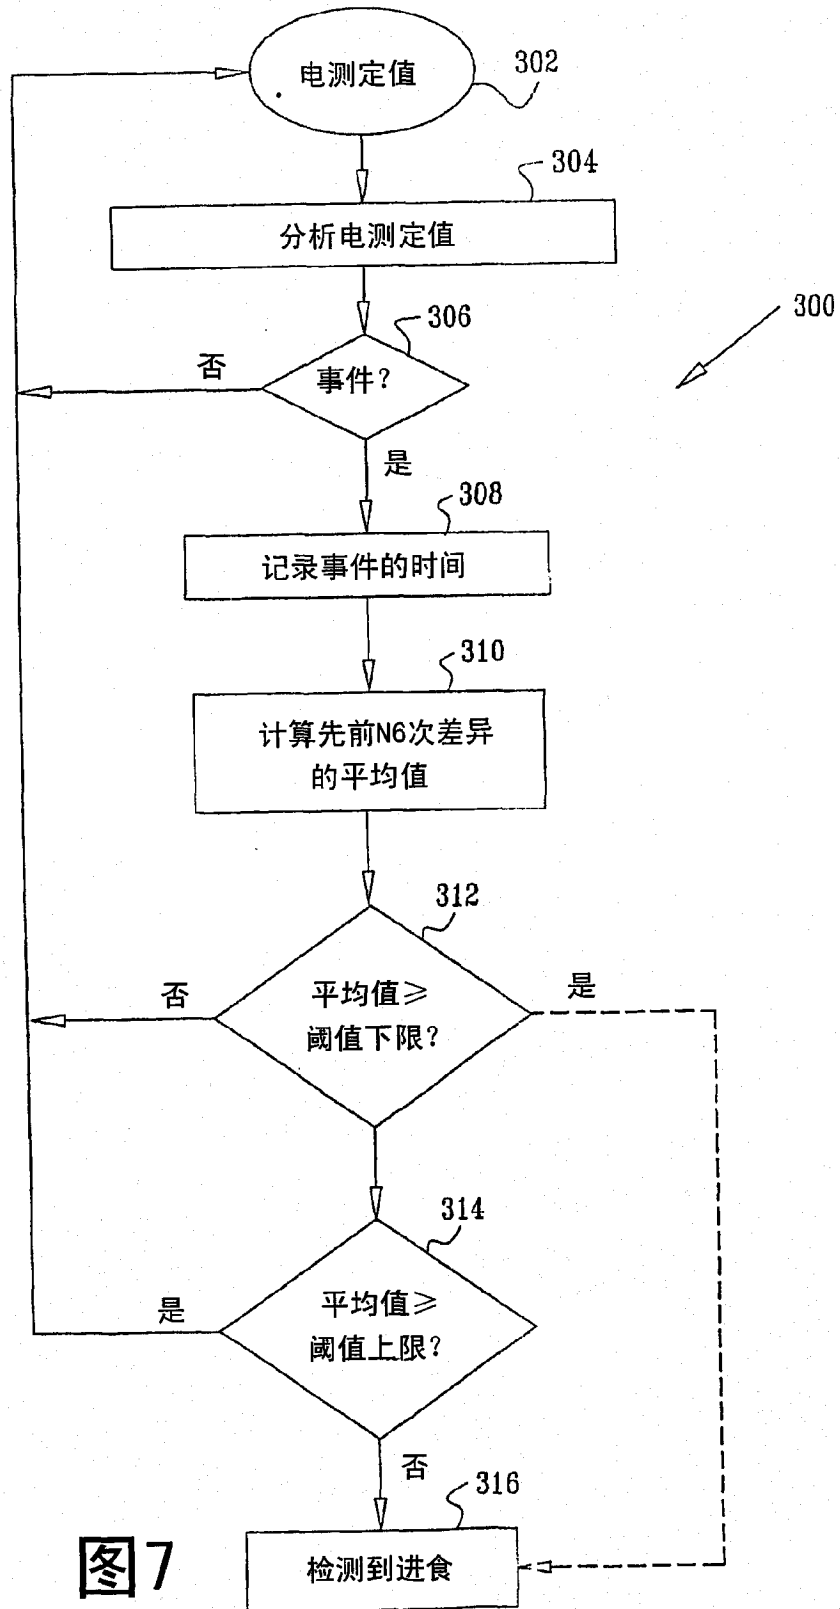 电测定值
302
304
分析电测定值
300
306
事件?
否
是
308
记录事件的时间
310
计算先前N6次差异
的平均值
312
平均值≥
阈值下限?
否
是
314
平均值≥
阈值上限?
是
否
316
检测到进食
图7